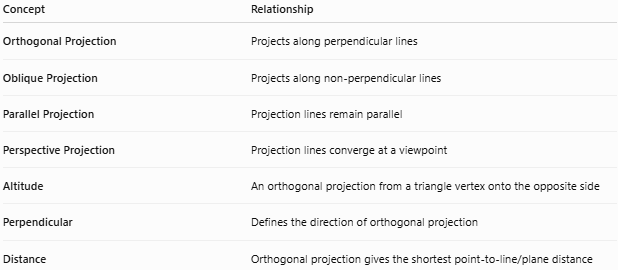 Concept Relationship
Orthogonal Projection Projects along perpendicular lines
Oblique Projection Projects along non-perpendicular lines
Parallel Projection Projection lines remain parallel
Perspective Projection Projection lines converge at a viewpoint
Altitude An orthogonal projection from a triangle vertex onto the opposite side
Perpendicular Defines the direction of orthogonal projection
Distance Orthogonal projection gives the shortest point-to-line/plane distance